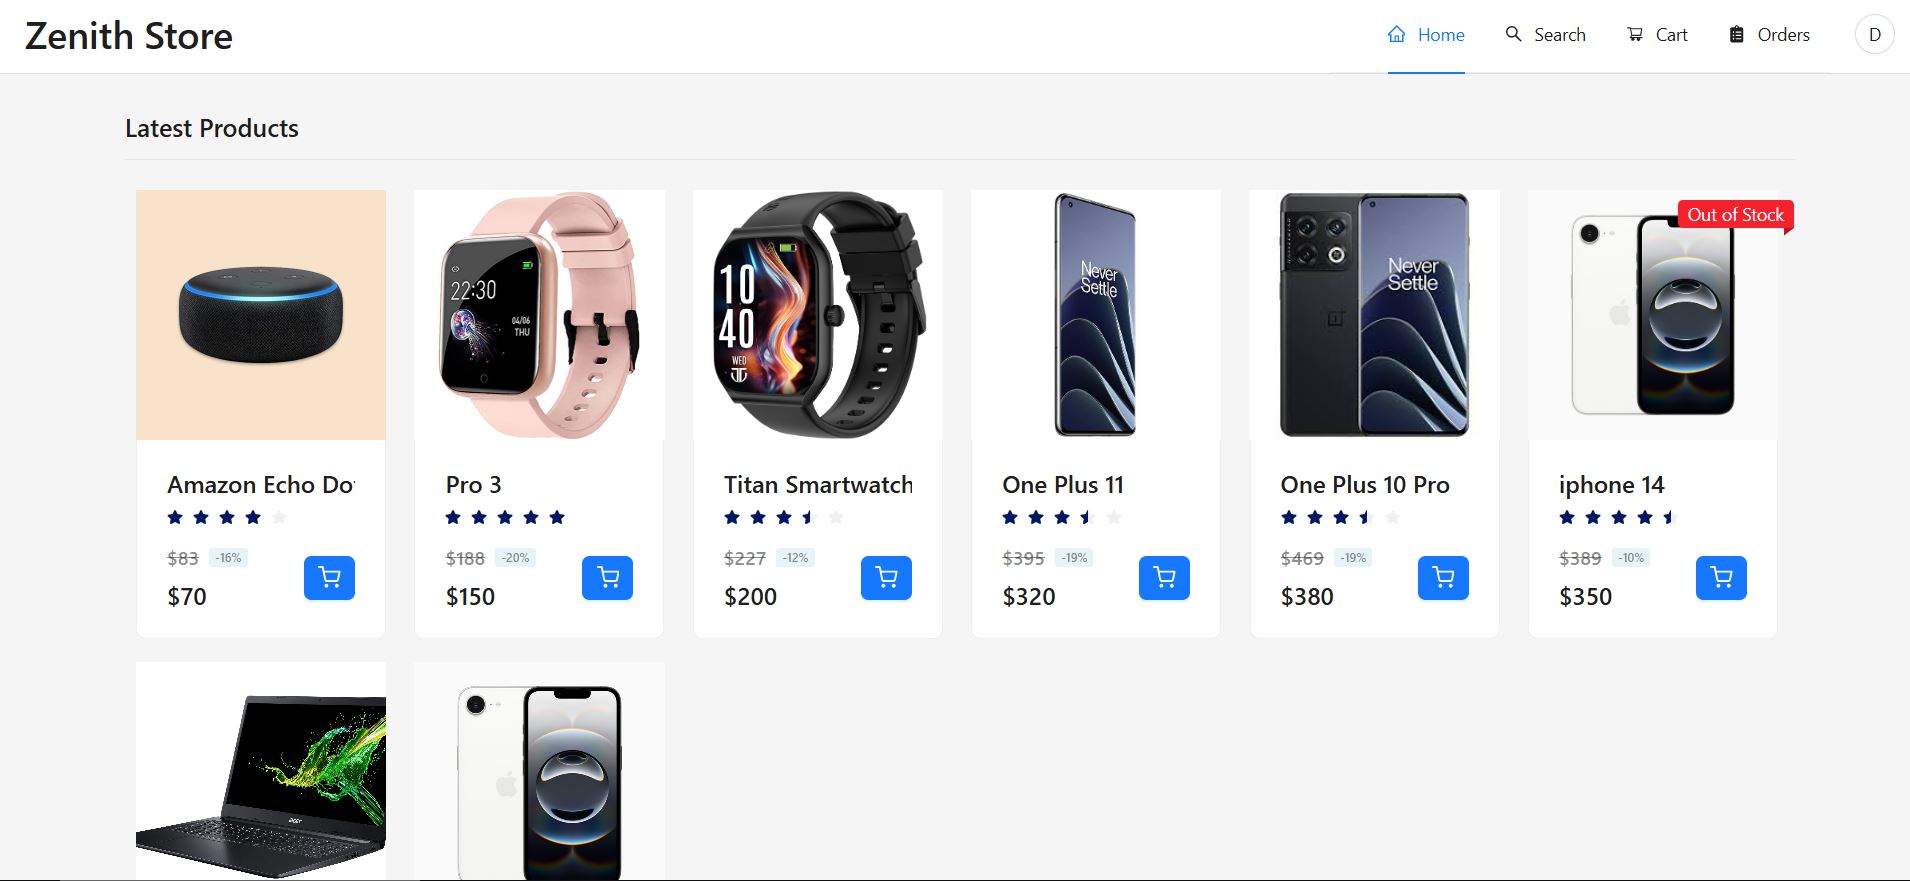 Zenith Store
Home Search Cart Orders D
Latest Products
Out of Stock
22:30
04/06
THU
10
40
WED
Never
Settle
Never
Settle
Amazon Echo Do
Pro 3
Titan Smartwatch
One Plus 11
One Plus 10 Pro
iphone 14
$83 -16%
$70
$188 -20%
$150
$227 -12%
$200
$395 -19%
$320
$469 -19%
$380
$389 -10%
$350
acer